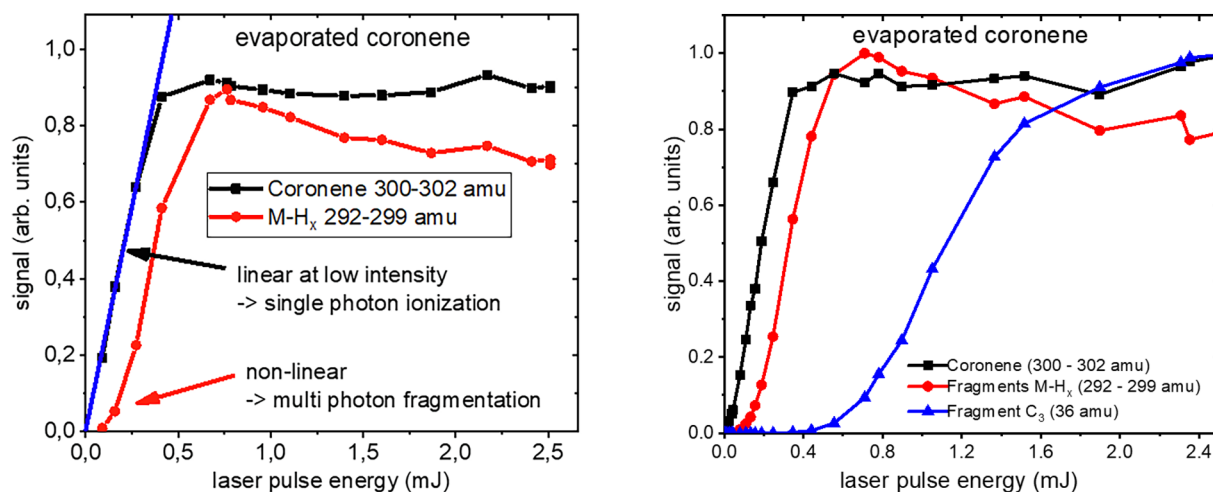 evaporated coronene
1,0
0,8
0,6
0,4
0,2
0,0
signal (arb. units)
Coronene 300-302 amu
M-Hx 292-299 amu
linear at low intensity
-> single photon ionization
non-linear
-> multi photon fragmentation
0,0 0,5 1,0 1,5 2,0 2,5
laser pulse energy (mJ)
evaporated coronene
1.0
0.8
0.6
0.4
0.2
0.0
signal (arb. units)
Coronene (300 - 302 amu)
Fragments M-Hx (292 - 299 amu)
Fragment C3 (36 amu)
0.0 0.4 0.8 1.2 1.6 2.0 2.4
laser pulse energy (mJ)